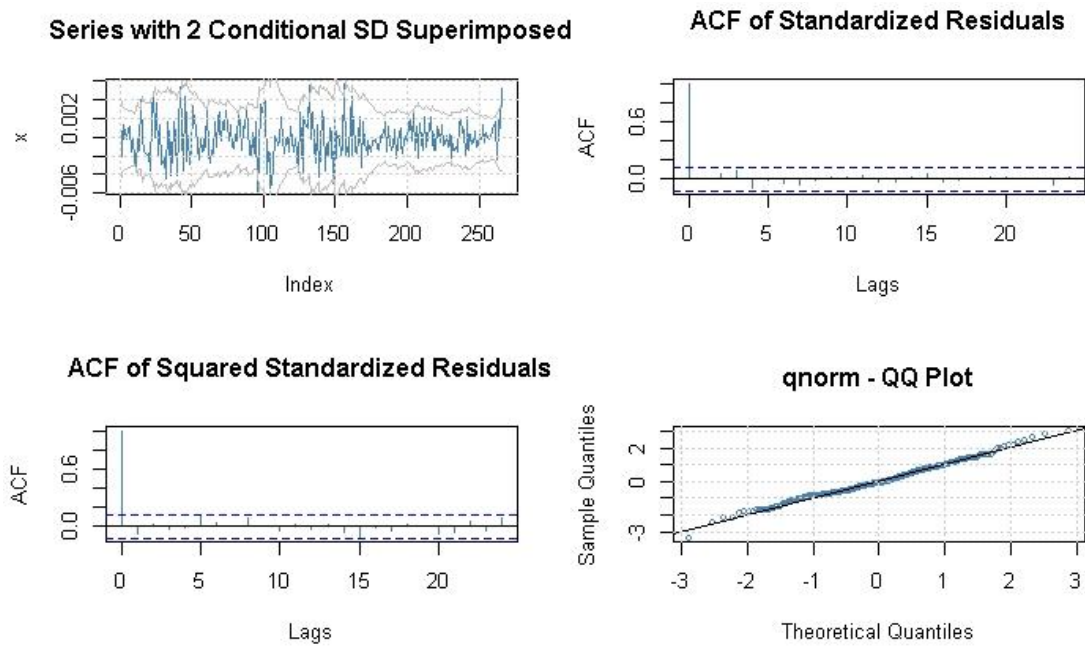 Series with 2 Conditional SD Superimposed
x
0.002
-0.006
0 50 100 150 200 250
Index
ACF of Standardized Residuals
ACF
0.6
0.0
0 5 10 15 20
Lags
ACF of Squared Standardized Residuals
ACF
0.6
0.0
0 5 10 15 20
Lags
qnorm - QQ Plot
Sample Quantiles
2
0
-3
-3 -2 -1 0 1 2 3
Theoretical Quantiles